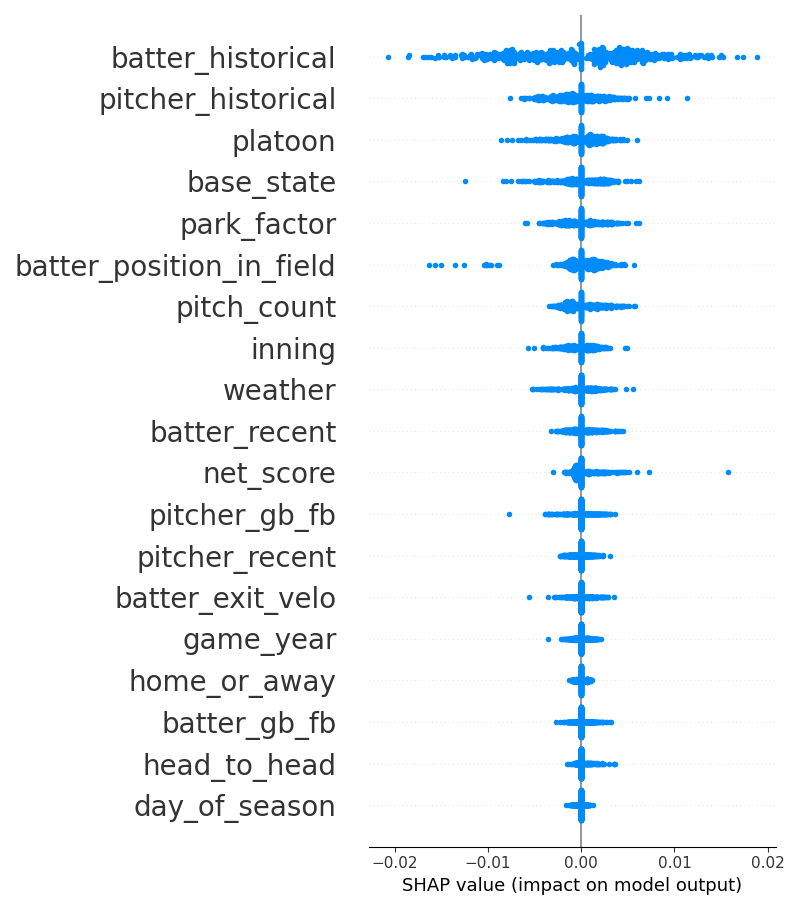 batter_historical
pitcher_historical
platoon
base_state
park_factor
batter_position_in_field
pitch_count
inning
weather
batter_recent
net_score
pitcher_gb_fb
pitcher_recent
batter_exit_velo
game_year
home_or_away
batter_gb_fb
head_to_head
day_of_season
−0.02 −0.01 0.00 0.01 0.02
SHAP value (impact on model output)